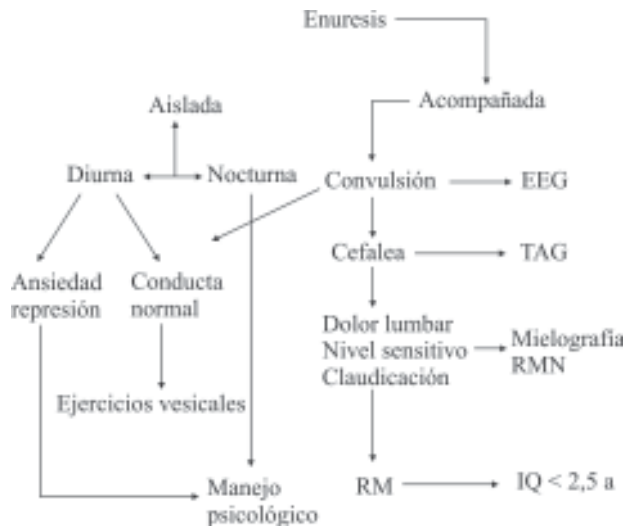 Enuresis
Aislada
Acompañada
Diurna
Nocturna
Convulsión
EEG
Cefalea
TAG
Ansiedad
represión
Conducta
normal
Dolor lumbar
Nivel sensitivo
Claudicación
Mielografía
RMN
Ejercicios vesicales
Manejo
psicológico
RM
IQ < 2,5 a